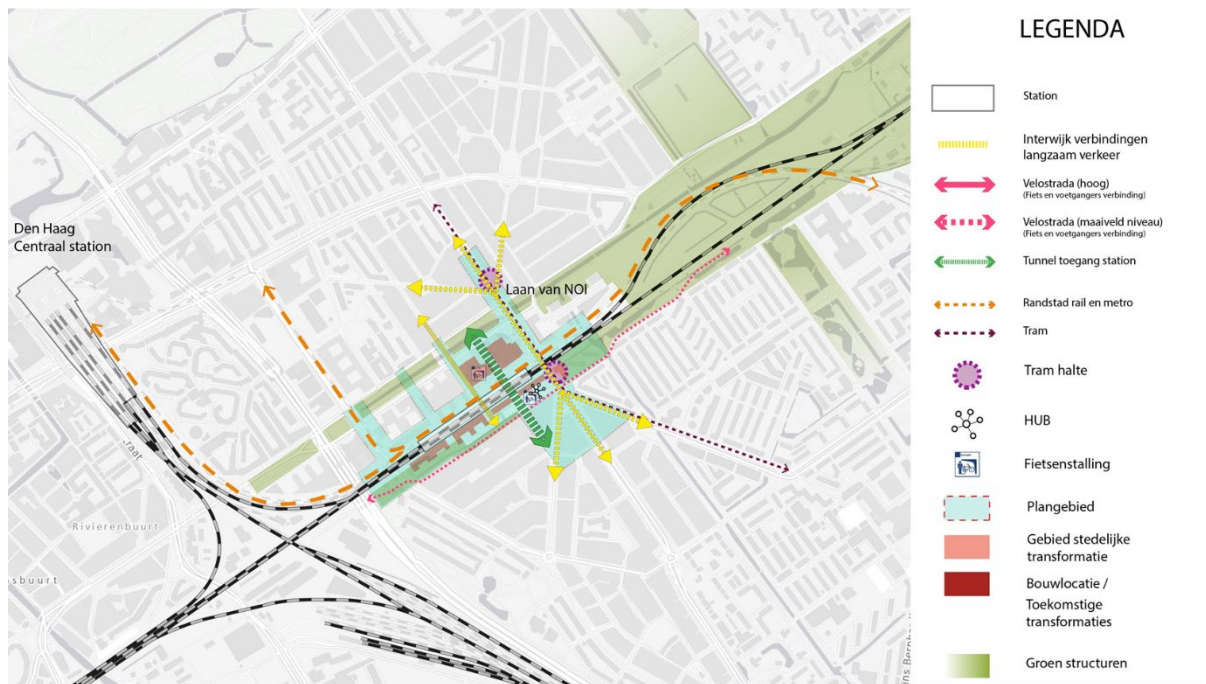 LEGENDA
Station
Interwijk verbindingen
langzaam verkeer
Velostrada (hoog)
(Fiets en voetgangers verbinding)
Velostrada (maaiveld niveau)
(Fiets en voetgangers verbinding)
Tunnel toegang station
Randstad rail en metro
Tram
Tram halte
HUB
Fietsenstalling
Plangebied
Gebied stedelijke
transformatie
Bouwlocatie /
Toekomstige
transformaties
Groen structuren
Den Haag
Centraal station
Laan van NOI
Rivierenbuurt